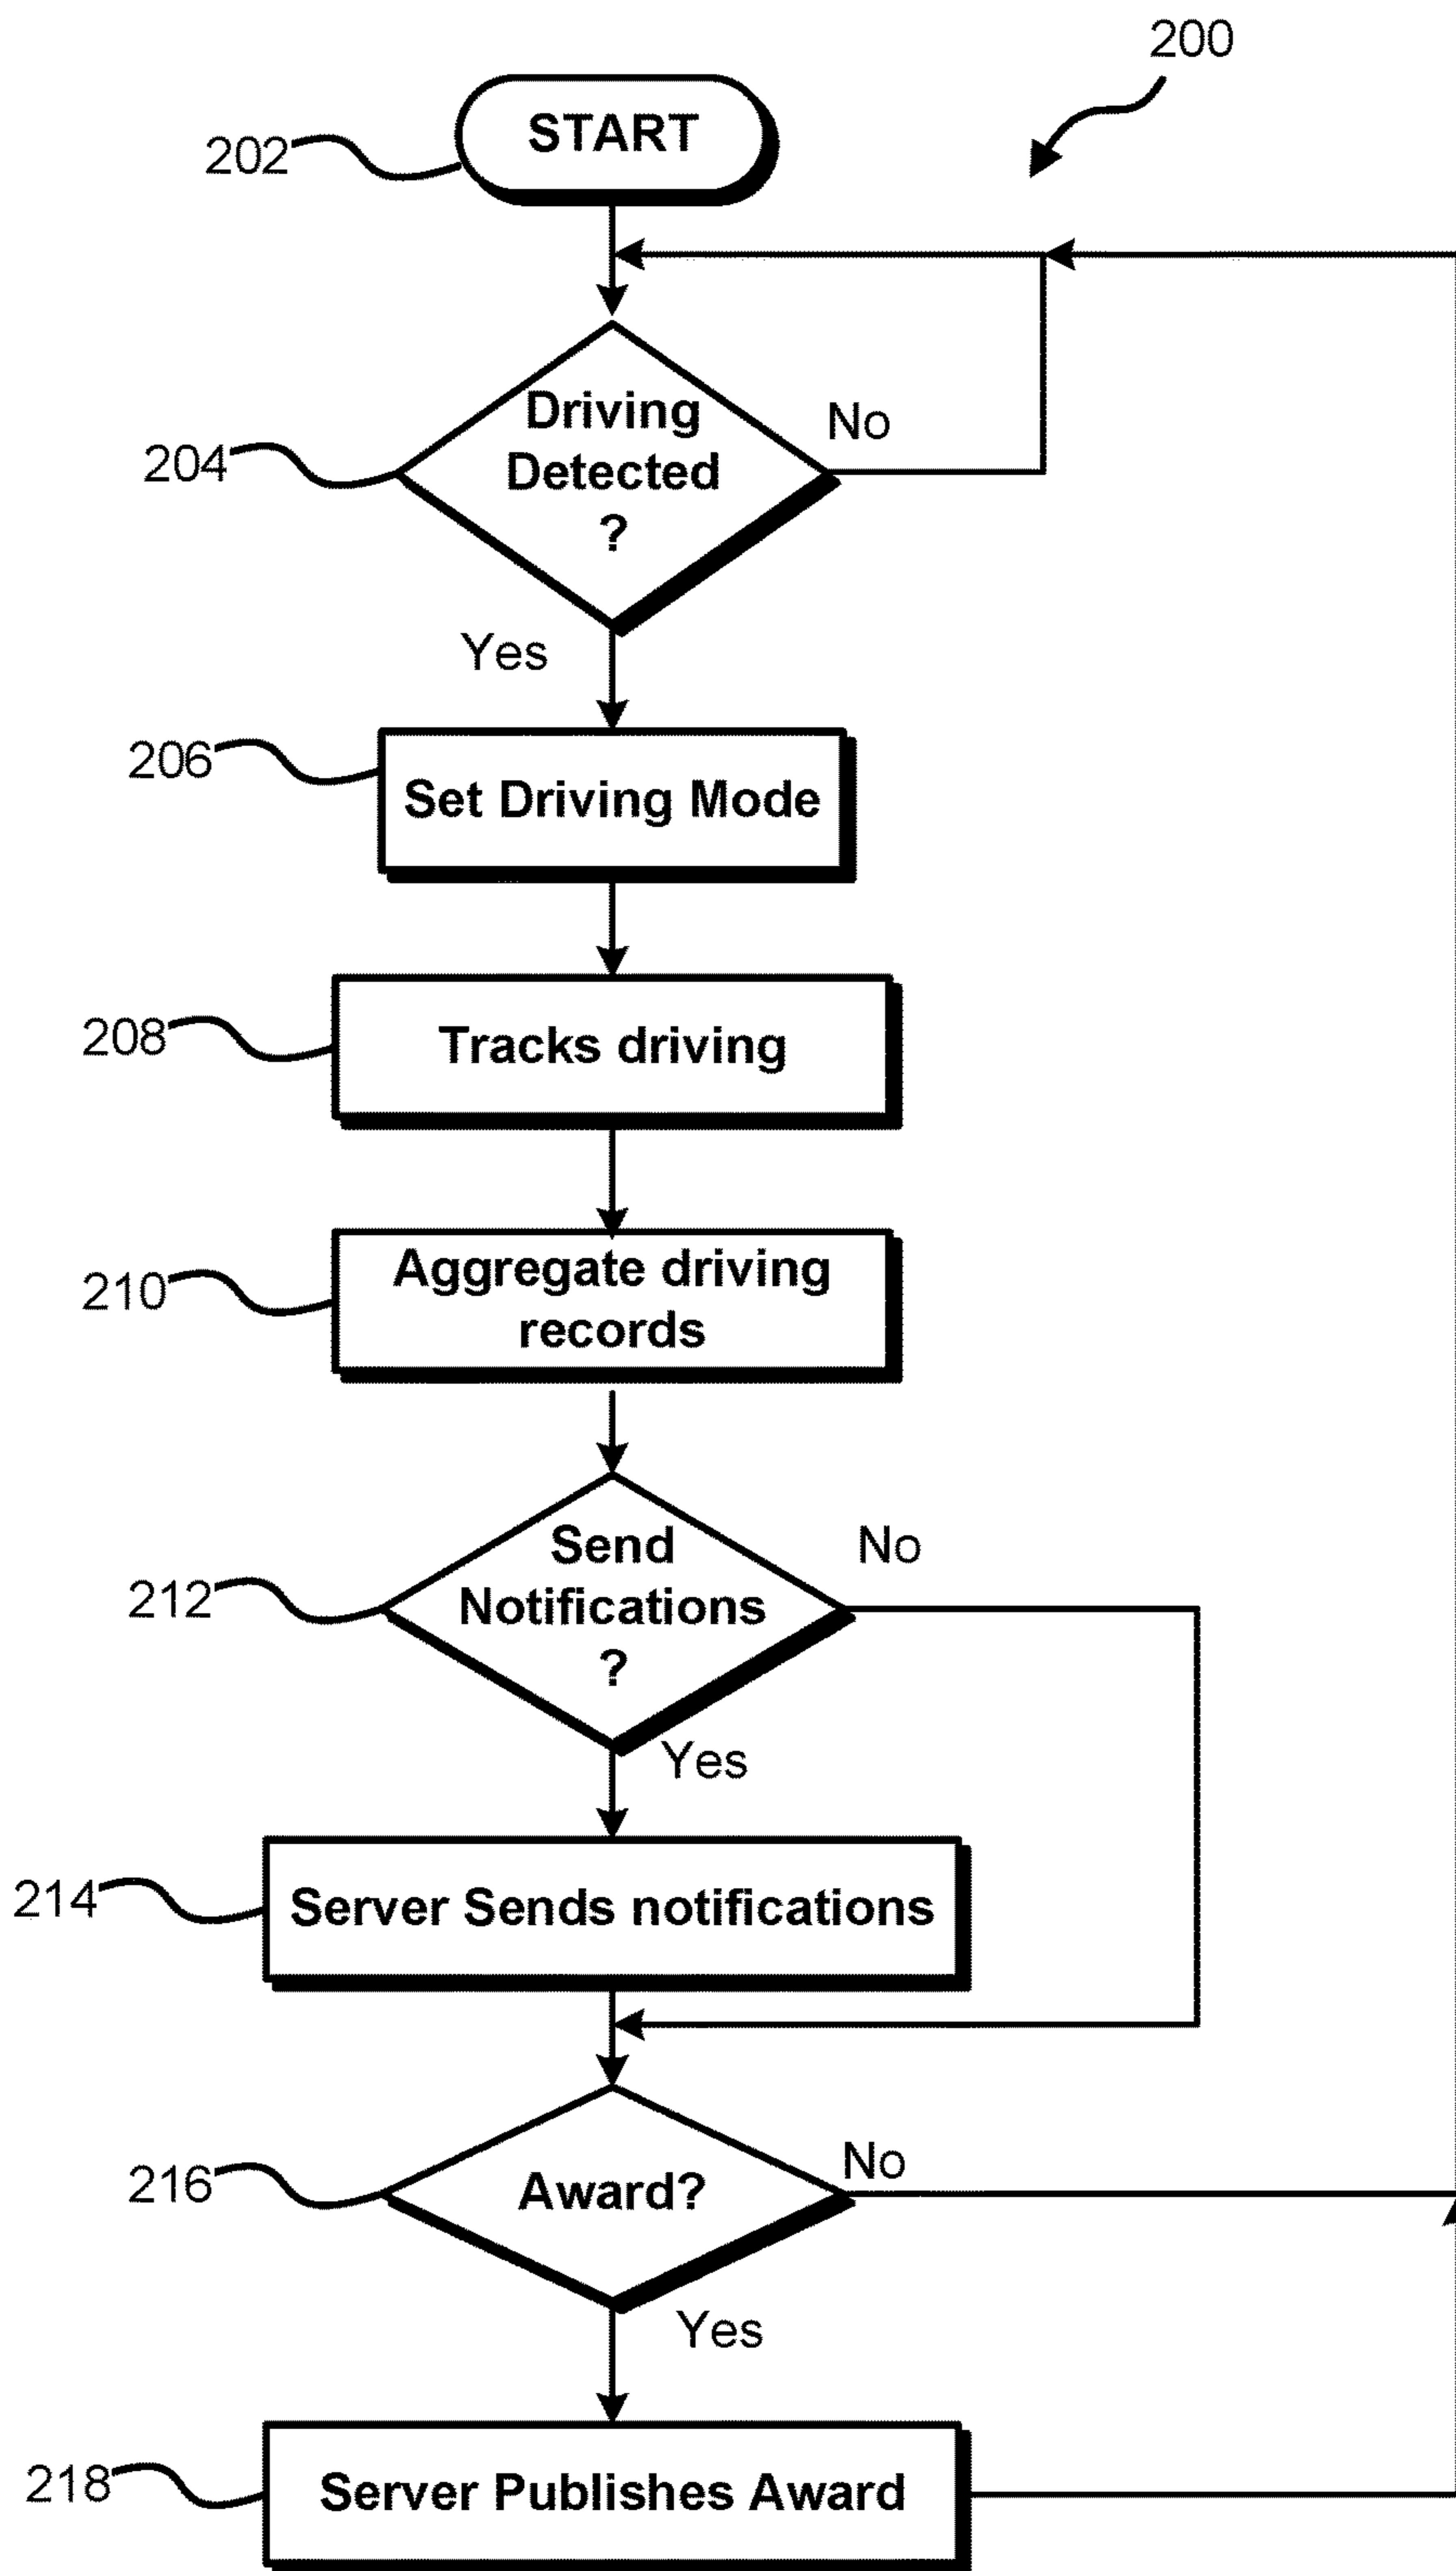 200
START
202
Driving
Detected
?
No
204
Yes
206
Set Driving Mode
208
Tracks driving
210
Aggregate driving
records
212
Send
Notifications
?
No
Yes
214
Server Sends notifications
216
Award?
No
Yes
218
Server Publishes Award